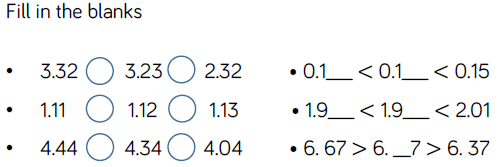 Fill in the blanks
• 3.32 ◯ 3.23 ◯ 2.32
• 1.11 ◯ 1.12 ◯ 1.13
• 4.44 ◯ 4.34 ◯ 4.04
• 0.1__ < 0.1__ < 0.15
• 1.9__ < 1.9__ < 2.01
• 6. 67 > 6. _7 > 6. 37